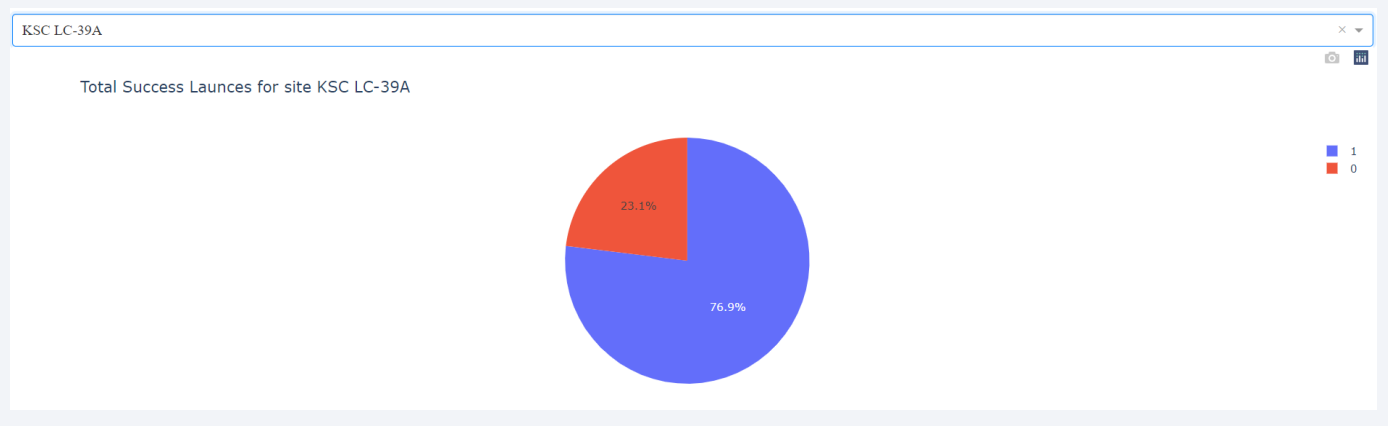 KSC LC-39A
Total Success Launces for site KSC LC-39A
1
0
23.1%
76.9%